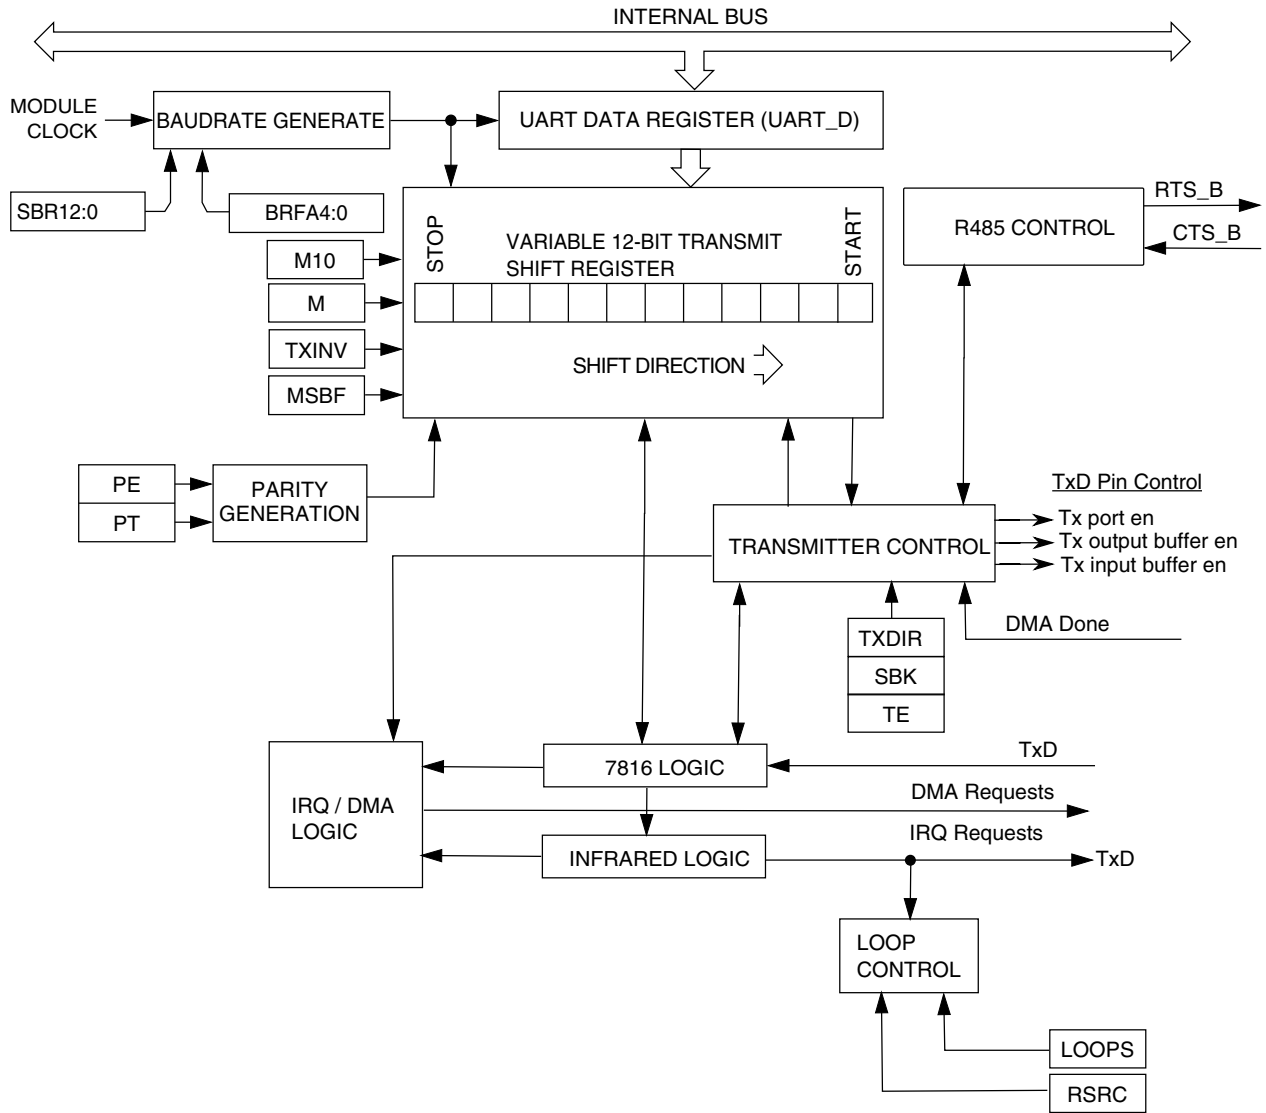 INTERNAL BUS
MODULE
CLOCK
BAUDRATE GENERATE
UART DATA REGISTER (UART_D)
SBR12:0
BRFA4:0
RTS_B
R485 CONTROL
CTS_B
STOP
VARIABLE 12-BIT TRANSMIT
SHIFT REGISTER
START
M10
M
TXINV
SHIFT DIRECTION
MSBF
PE
PT
PARITY
GENERATION
TxD Pin Control
Tx port en
TRANSMITTER CONTROL
Tx output buffer en
Tx input buffer en
DMA Done
TXDIR
SBK
TE
TxD
7816 LOGIC
DMA Requests
IRQ / DMA
LOGIC
IRQ Requests
INFRARED LOGIC
TxD
LOOP
CONTROL
LOOPS
RSRC